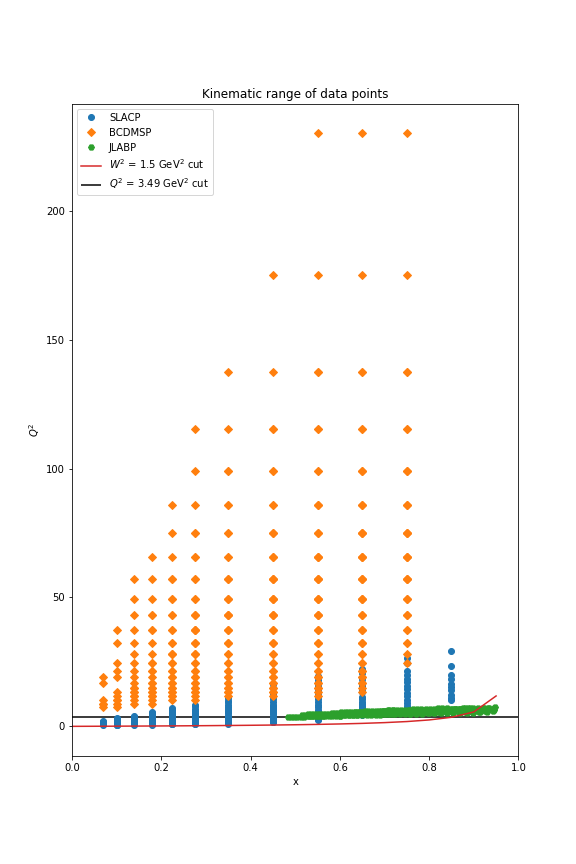 Kinematic range of data points
SLACP
BCDMSP
JLABP
W² = 1.5 GeV² cut
Q² = 3.49 GeV² cut
200
150
100
50
0
Q²
0.0 0.2 0.4 0.6 0.8 1.0
x